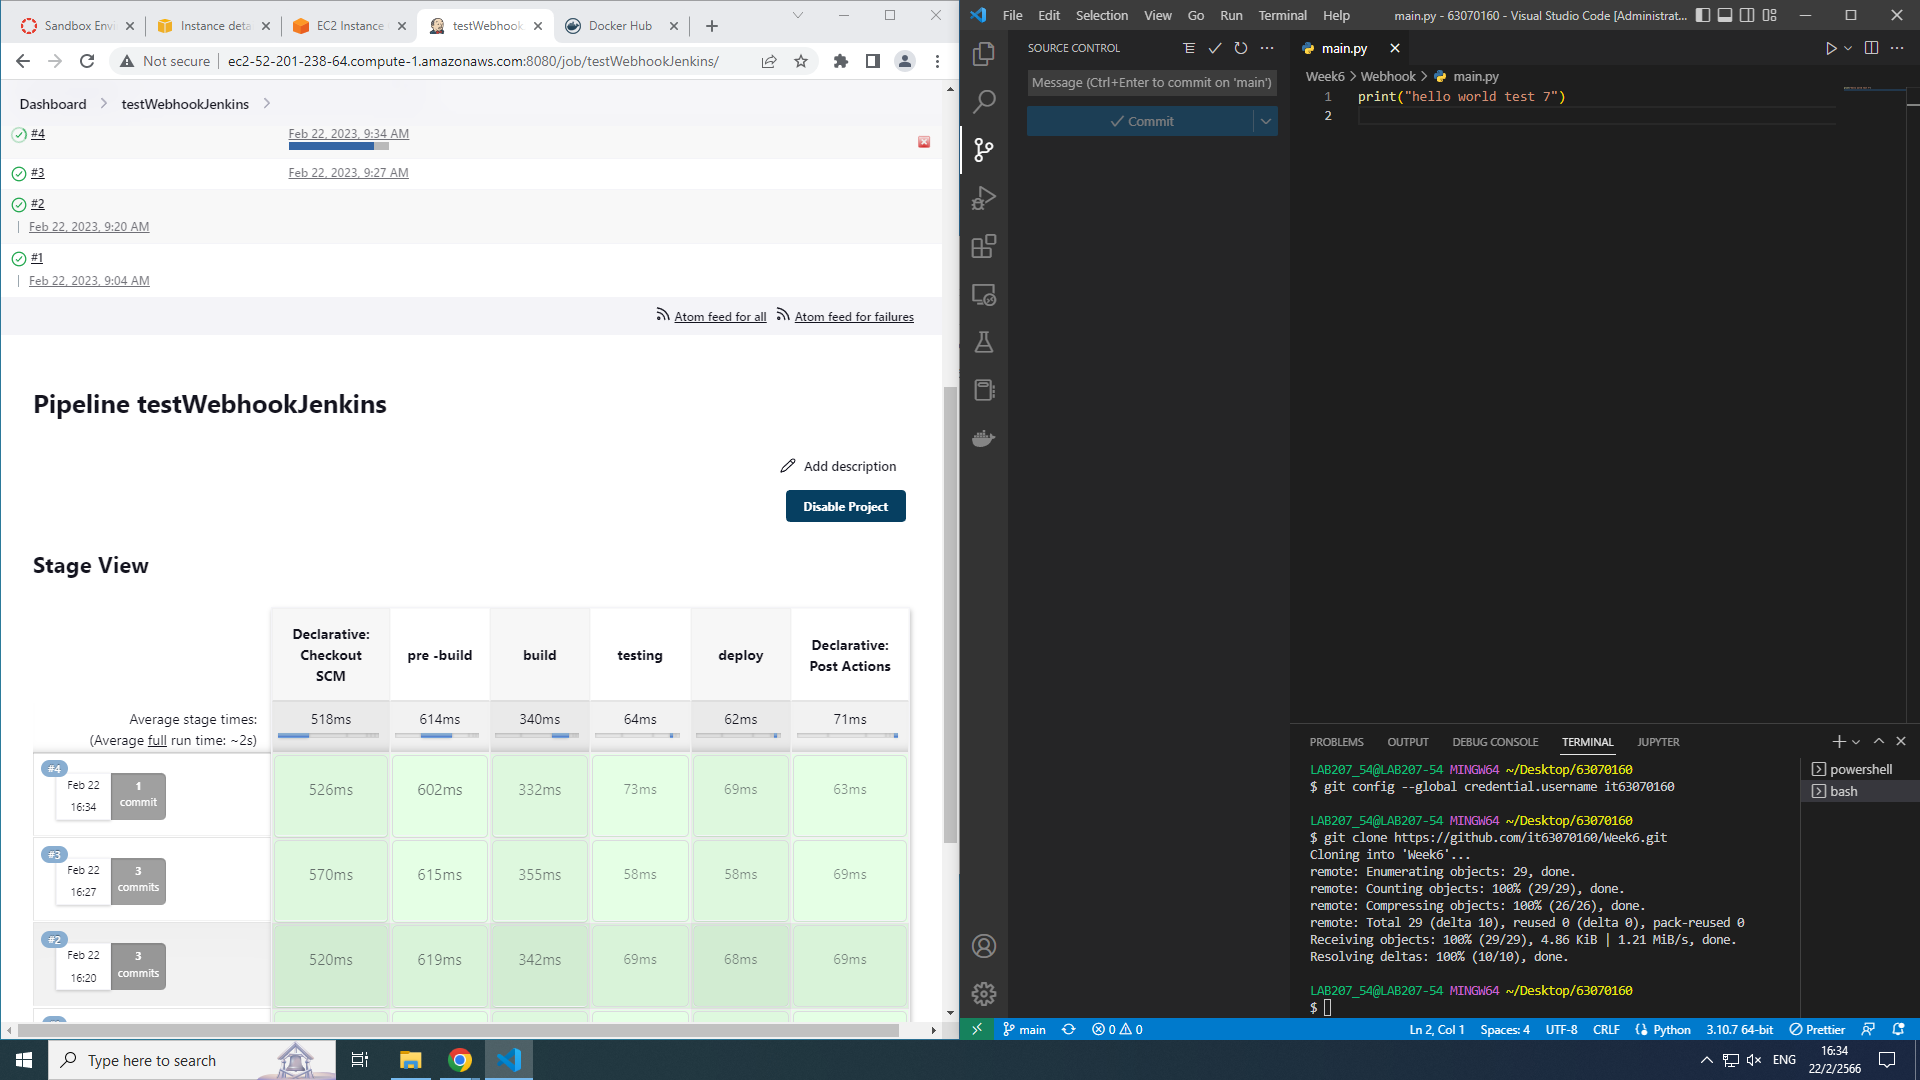 Sandbox Envi
Instance deta
EC2 Instance
testWebhook
Docker Hub
Not secure
ec2-52-201-238-64.compute-1.amazonaws.com:8080/job/testWebhookJenkins/
Dashboard
testWebhookJenkins
#4
Feb 22, 2023, 9:34 AM
#3
Feb 22, 2023, 9:27 AM
#2
Feb 22, 2023, 9:20 AM
#1
Feb 22, 2023, 9:04 AM
Atom feed for all
Atom feed for failures
Pipeline testWebhookJenkins
Add description
Disable Project
Stage View
Declarative:
Checkout
SCM
pre -build
build
testing
deploy
Declarative:
Post Actions
Average stage times:
(Average full run time: ~2s)
518ms
614ms
340ms
64ms
62ms
71ms
#4
Feb 22
16:34
1
commit
526ms
602ms
332ms
73ms
69ms
63ms
#3
Feb 22
16:27
3
commits
570ms
615ms
355ms
58ms
58ms
69ms
#2
Feb 22
16:20
3
commits
520ms
619ms
342ms
69ms
68ms
69ms
File
Edit
Selection
View
Go
Run
Terminal
Help
main.py - 63070160 - Visual Studio Code [Administrat...
SOURCE CONTROL
Message (Ctrl+Enter to commit on 'main')
Commit
main.py
Week6
Webhook
main.py
1
print("hello world test 7")
2
PROBLEMS
OUTPUT
DEBUG CONSOLE
TERMINAL
JUPYTER
LAB207_54@LAB207-54 MINGW64 ~/Desktop/63070160
$ git config --global credential.username it63070160
LAB207_54@LAB207-54 MINGW64 ~/Desktop/63070160
$ git clone https://github.com/it63070160/Week6.git
Cloning into 'Week6'...
remote: Enumerating objects: 29, done.
remote: Counting objects: 100% (29/29), done.
remote: Compressing objects: 100% (26/26), done.
remote: Total 29 (delta 10), reused 0 (delta 0), pack-reused 0
Receiving objects: 100% (29/29), 4.86 KiB | 1.21 MiB/s, done.
Resolving deltas: 100% (10/10), done.
LAB207_54@LAB207-54 MINGW64 ~/Desktop/63070160
$
powershell
bash
main
0
0
Ln 2, Col 1
Spaces: 4
UTF-8
CRLF
Python
3.10.7 64-bit
Prettier
Type here to search
ENG
16:34
22/2/2566